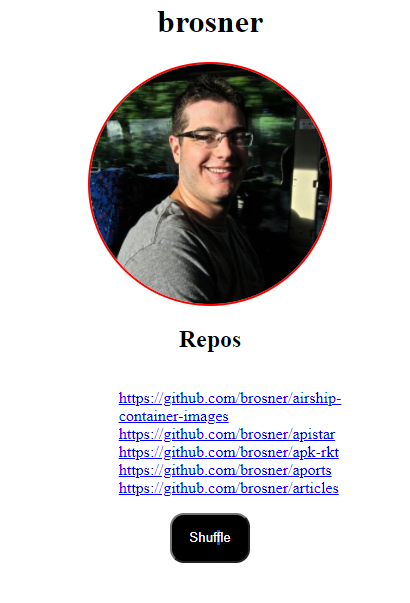 brosner
Repos
https://github.com/brosner/airship-
container-images
https://github.com/brosner/apistar
https://github.com/brosner/apk-rkt
https://github.com/brosner/aports
https://github.com/brosner/articles
Shuffle